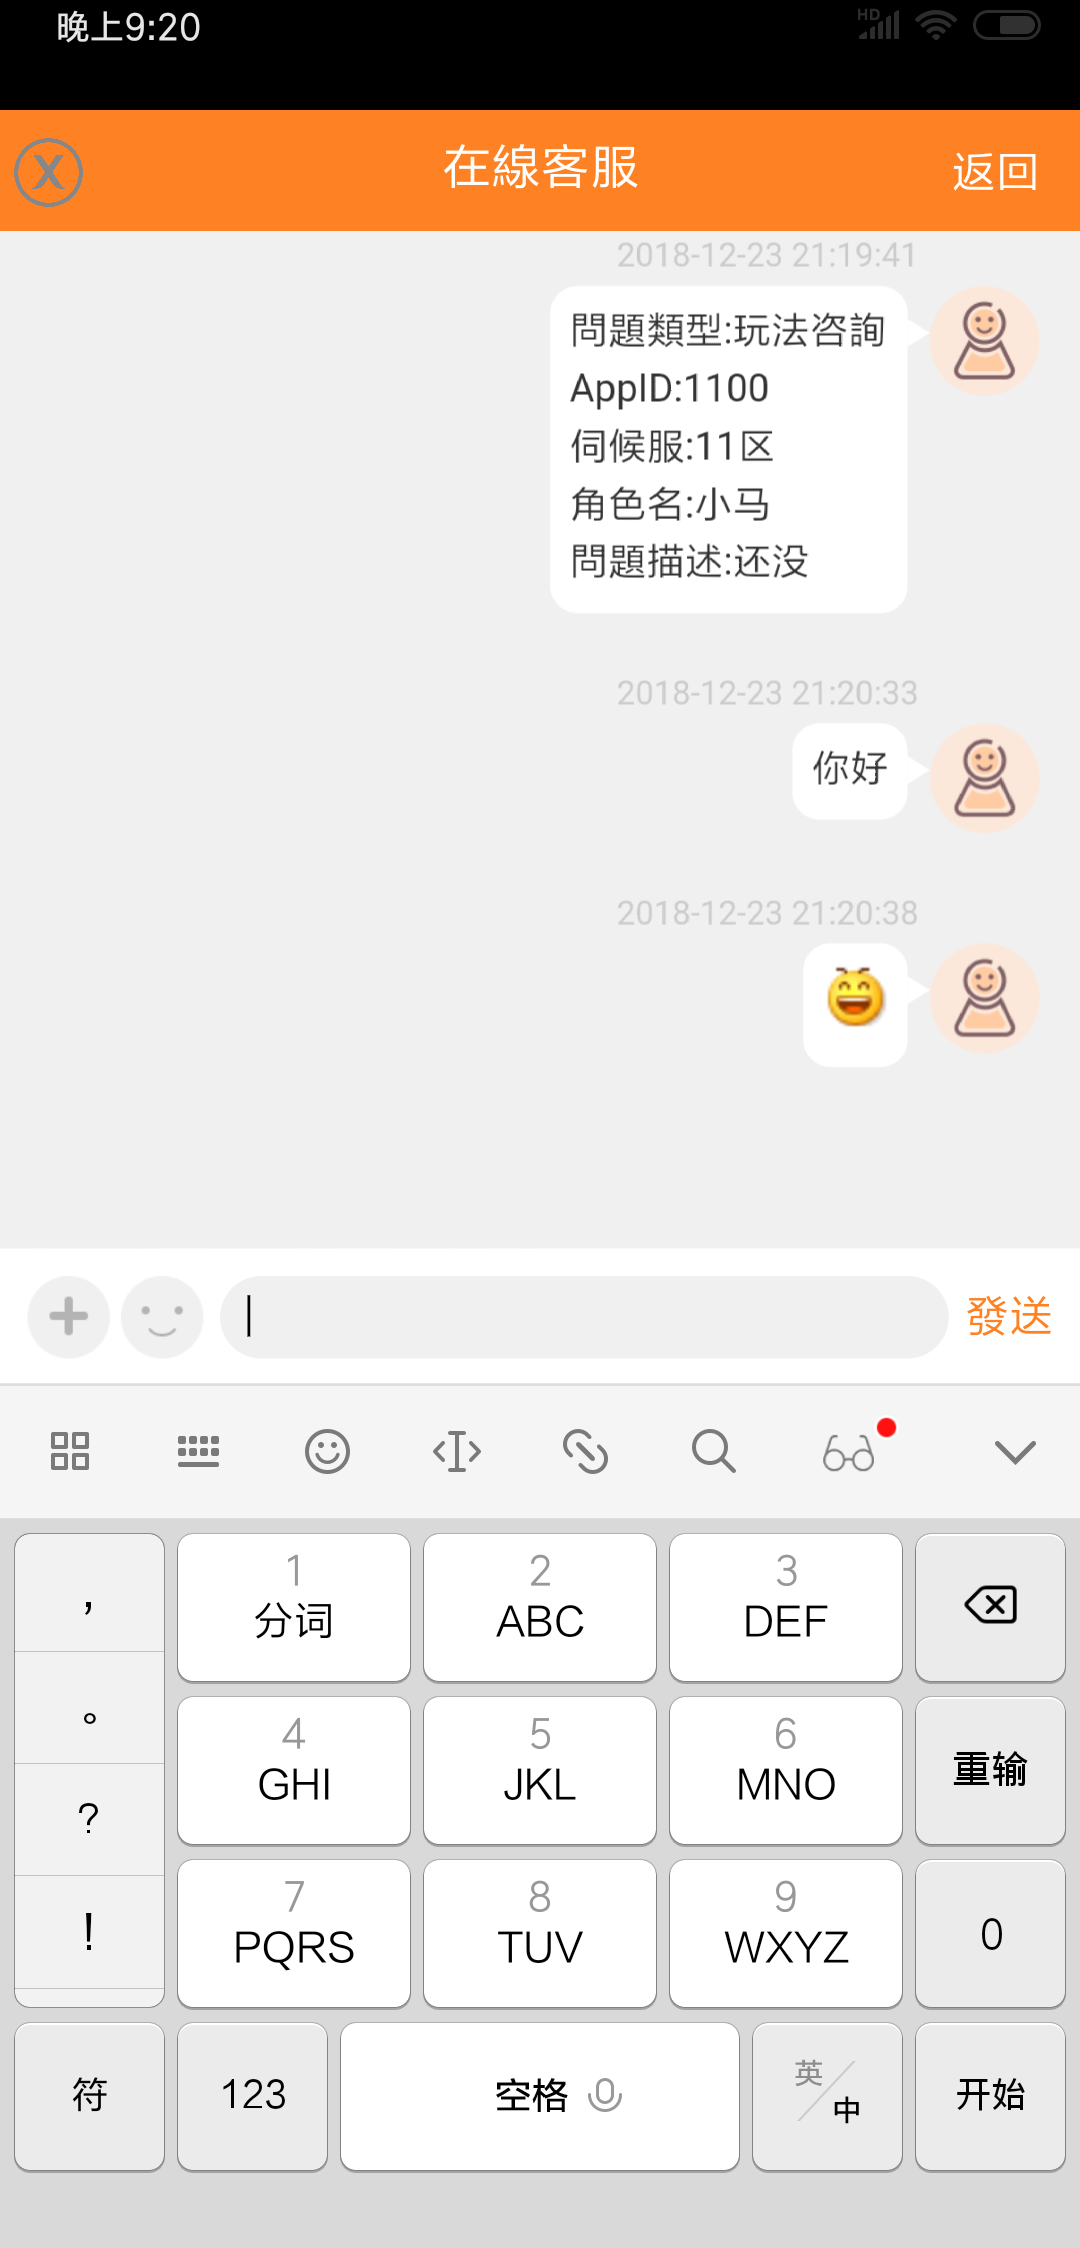 晚上9:20
HD
X
在線客服
返回
2018-12-23 21:19:41
問題類型:玩法咨詢
AppID:1100
伺候服:11区
角色名:小马
問題描述:还没
2018-12-23 21:20:33
你好
2018-12-23 21:20:38
發送
，
1
分词
2
ABC
3
DEF
。
?
4
GHI
5
JKL
6
MNO
重输
!
7
PQRS
8
TUV
9
WXYZ
0
符
123
空格
英
中
开始